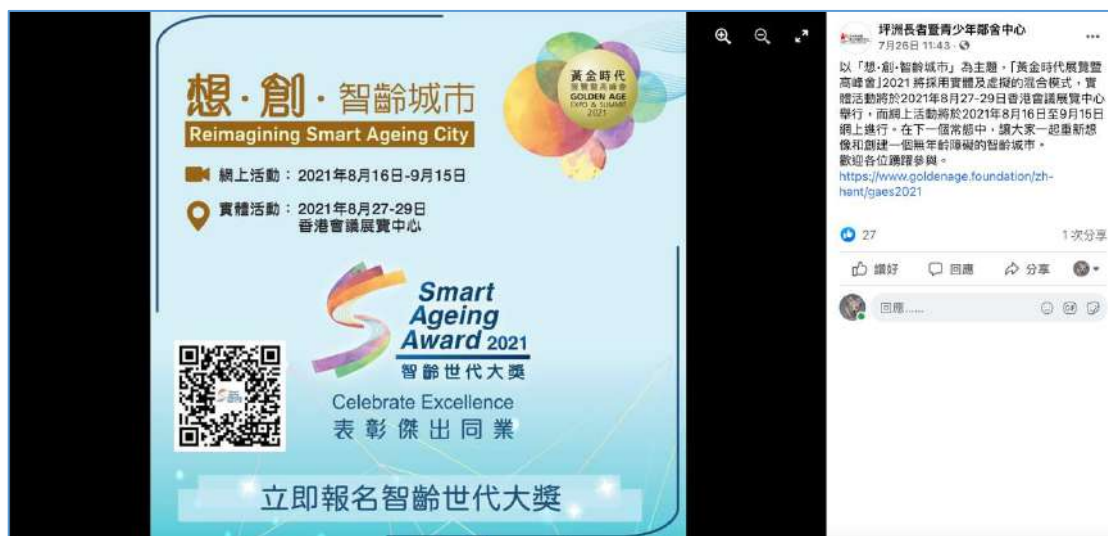 想·創·智齡城市
Reimagining Smart Ageing City
黃金時代
展覽暨高峰會
GOLDEN AGE
EXPO & SUMMIT
2021
網上活動：2021年8月16日-9月15日
實體活動：2021年8月27-29日
香港會議展覽中心
Smart
Ageing
Award 2021
智齡世代大獎
Celebrate Excellence
表彰傑出同業
立即報名智齡世代大獎
坪洲長者暨青少年鄰舍中心
7月26日 11:43
以「想·創·智齡城市」為主題，「黃金時代展覽暨
高峰會」2021 將採用實體及虛擬的混合模式，實
體活動將於2021年8月27-29日香港會議展覽中心
舉行，而網上活動將於2021年8月16日至9月15日
網上進行。在下一個常態中，讓大家一起重新想
像和創建一個無年齡障礙的智齡城市。
歡迎各位踴躍參與。
https://www.goldenage.foundation/zh-
hant/gaes2021
27
1次分享
讚好
回應
分享
回應......